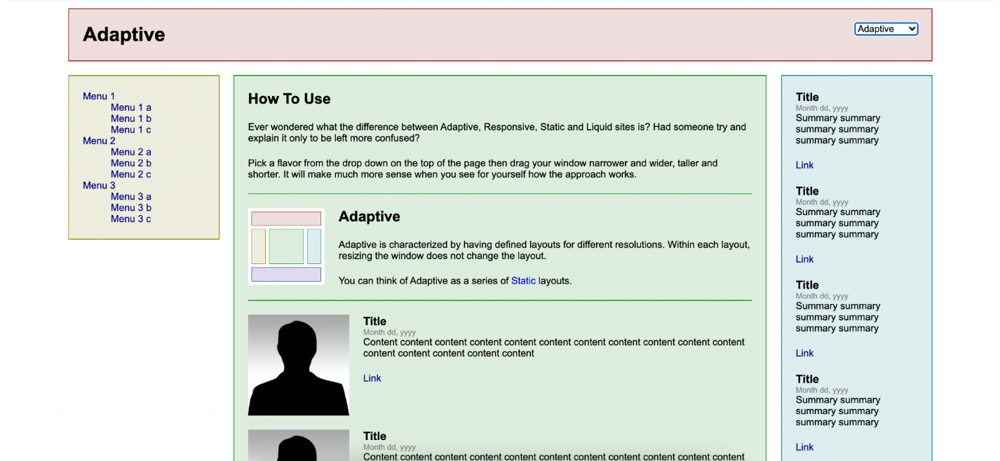 Adaptive
Adaptive
Menu 1
Menu 1 a
Menu 1 b
Menu 1 c
Menu 2
Menu 2 a
Menu 2 b
Menu 2 c
Menu 3
Menu 3 a
Menu 3 b
Menu 3 c
How To Use
Ever wondered what the difference between Adaptive, Responsive, Static and Liquid sites is? Had someone try and
explain it only to be left more confused?
Pick a flavor from the drop down on the top of the page then drag your window narrower and wider, taller and
shorter. It will make much more sense when you see for yourself how the approach works.
Adaptive
Adaptive is characterized by having defined layouts for different resolutions. Within each layout,
resizing the window does not change the layout.
You can think of Adaptive as a series of Static layouts.
Title
Month dd, yyyy
Content content content content content content content content content content content
content content content content content
Link
Title
Month dd, yyyy
Content content content content content content content content content content content
Title
Month dd, yyyy
Summary summary
summary summary
summary summary
Link
Title
Month dd, yyyy
Summary summary
summary summary
summary summary
Link
Title
Month dd, yyyy
Summary summary
summary summary
summary summary
Link
Title
Month dd, yyyy
Summary summary
summary summary
summary summary
Link